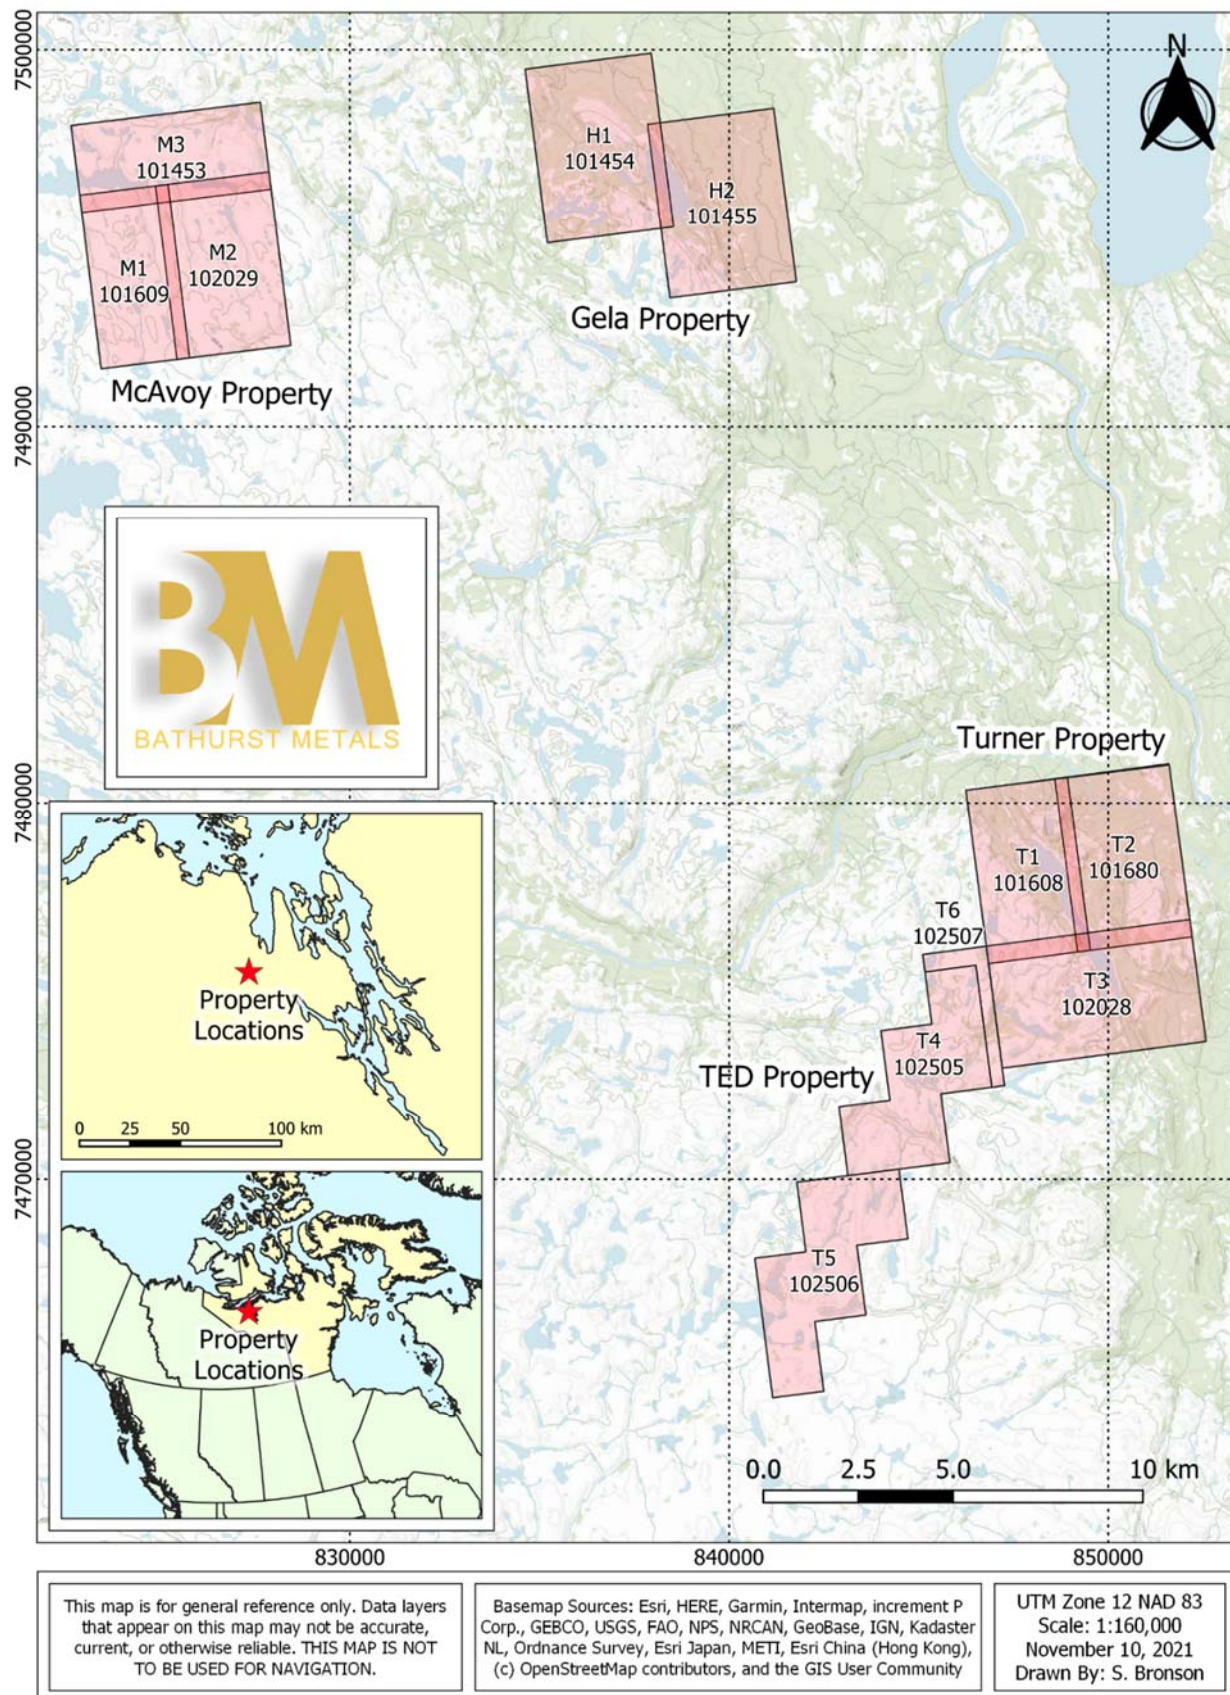 7500000
N
M3
101453
M1
101609
M2
102029
McAvoy Property
H1
101454
H2
101455
Gela Property
7490000
BM
BATHURST METALS
Turner Property
7480000
T1
101608
T2
101680
T6
102507
T3
102028
T4
102505
TED Property
7470000
T5
102506
Property
Locations
0 25 50 100 km
Property
Locations
0.0 2.5 5.0 10 km
830000 840000 850000
This map is for general reference only. Data layers
that appear on this map may not be accurate,
current, or otherwise reliable. THIS MAP IS NOT
TO BE USED FOR NAVIGATION.
Basemap Sources: Esri, HERE, Garmin, Intermap, increment P
Corp., GEBCO, USGS, FAO, NPS, NRCAN, GeoBase, IGN, Kadaster
NL, Ordnance Survey, Esri Japan, METI, Esri China (Hong Kong),
(c) OpenStreetMap contributors, and the GIS User Community
UTM Zone 12 NAD 83
Scale: 1:160,000
November 10, 2021
Drawn By: S. Bronson